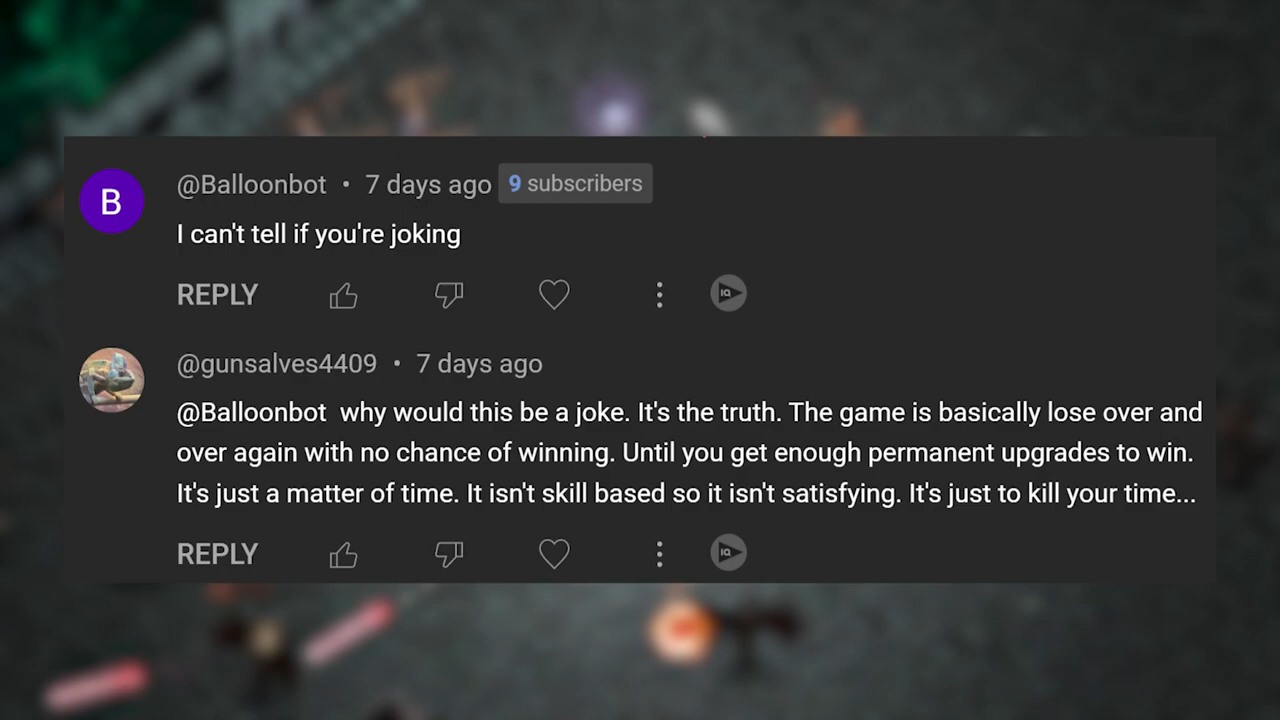 B
@Balloonbot • 7 days ago 9 subscribers
I can't tell if you're joking
REPLY
IQ
@gunsalves4409 • 7 days ago
@Balloonbot why would this be a joke. It's the truth. The game is basically lose over and
over again with no chance of winning. Until you get enough permanent upgrades to win.
It's just a matter of time. It isn't skill based so it isn't satisfying. It's just to kill your time...
REPLY
IQ